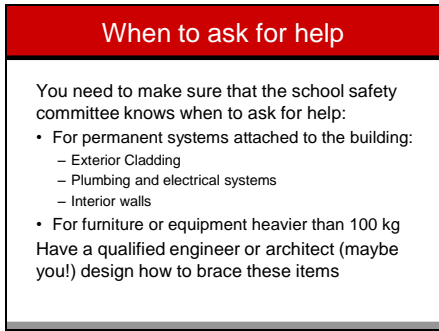 When to ask for help
You need to make sure that the school safety
committee knows when to ask for help:
• For permanent systems attached to the building:
– Exterior Cladding
– Plumbing and electrical systems
– Interior walls
• For furniture or equipment heavier than 100 kg
Have a qualified engineer or architect (maybe
you!) design how to brace these items